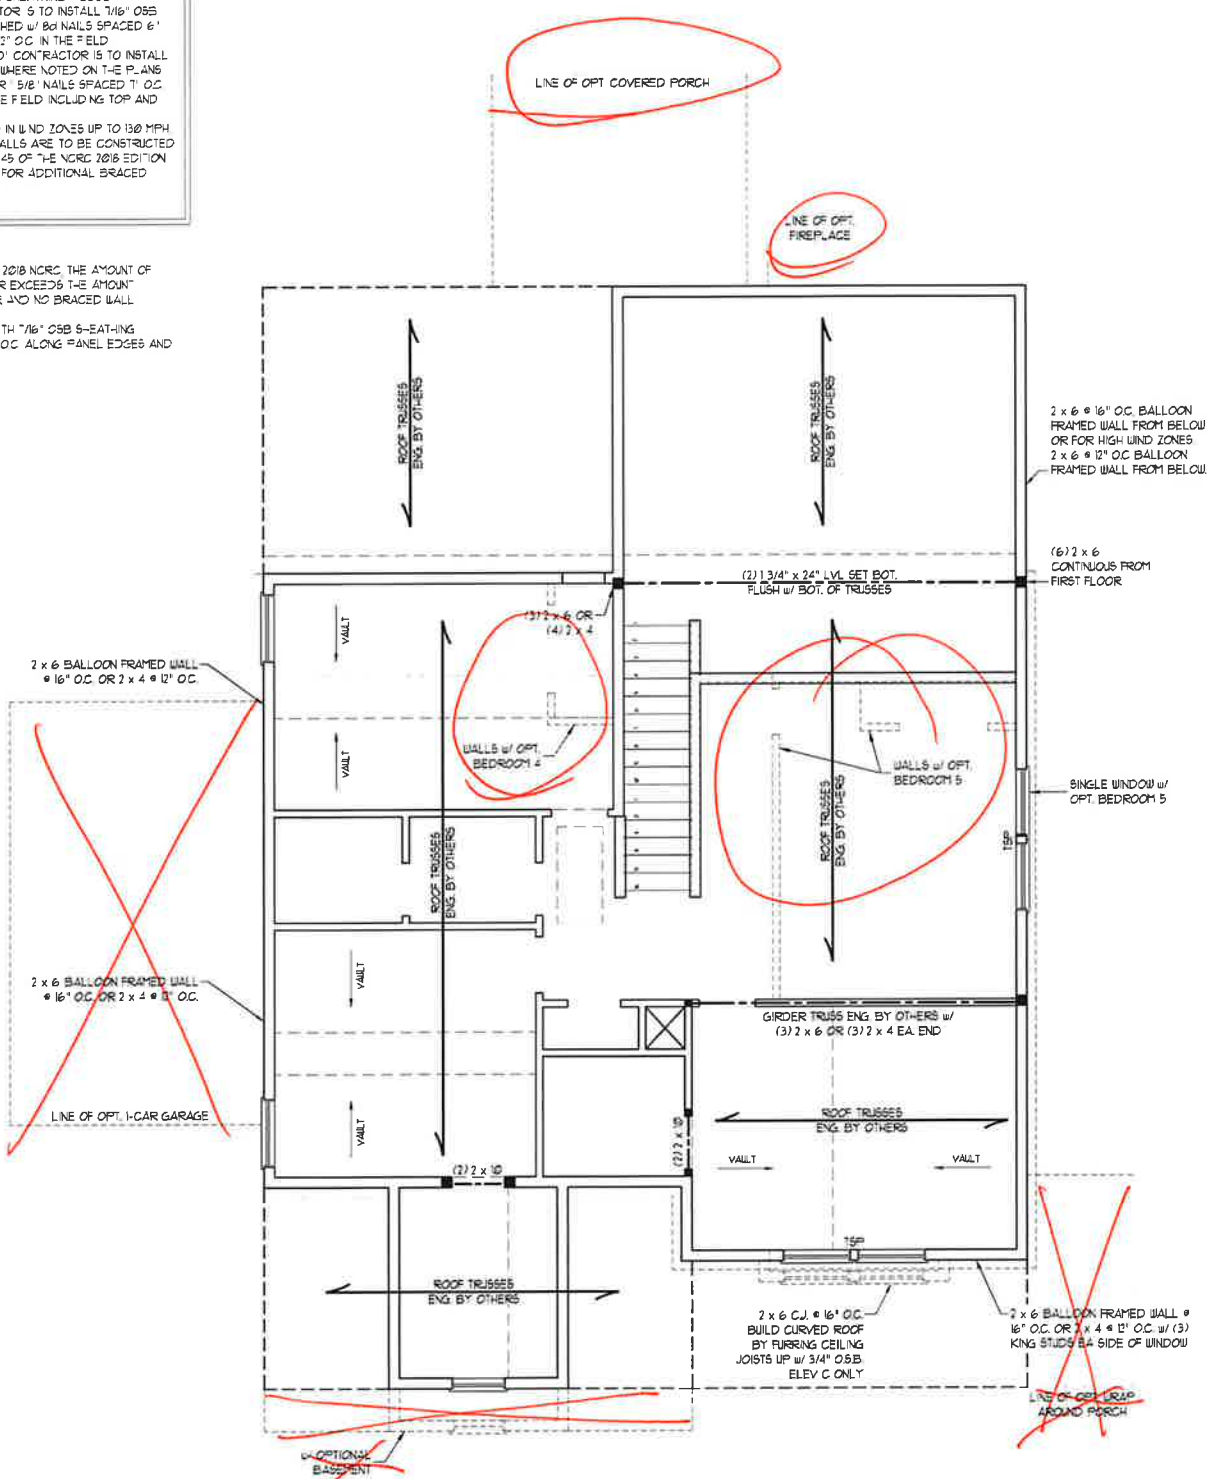 TOR S TO INSTALL 7/16" OSB
HED w/ 8d NAILS SPACED 6"
2" O.C. IN THE FIELD
CONTRACTOR IS TO INSTALL
WHERE NOTED ON THE PLANS
5/8" NAILS SPACED 7" O.C.
E FIELD INCLUDING TOP AND
IN WIND ZONES UP TO 130 MPH.
ALLS ARE TO BE CONSTRUCTED
45 OF THE NCRC 2018 EDITION
FOR ADDITIONAL BRACED
2018 NCRC, THE AMOUNT OF
R EXCEEDS THE AMOUNT
AND NO BRACED WALL
TH 7/16" OSB SHEATHING
O.C. ALONG PANEL EDGES AND
LINE OF OPT COVERED PORCH
LINE OF OPT.
FIREPLACE
ROOF TRUSSES
ENG. BY OTHERS
ROOF TRUSSES
ENG. BY OTHERS
2 x 6 @ 16" O.C. BALLOON
FRAMED WALL FROM BELOW
OR FOR HIGH WIND ZONES
2 x 6 @ 12" O.C BALLOON
FRAMED WALL FROM BELOW.
(6) 2 x 6
CONTINUOUS FROM
FIRST FLOOR
(2) 1 3/4" x 24" LVL SET BOT.
FLUSH w/ BOT. OF TRUSSES
(3) 2 x 6 OR
(4) 2 x 4
VAULT
2 x 6 BALLOON FRAMED WALL
@ 16" O.C. OR 2 x 4 @ 12" O.C.
VAULT
WALLS w/ OPT.
BEDROOM 4
WALLS w/ OPT.
BEDROOM 5
SINGLE WINDOW w/
OPT. BEDROOM 5
ROOF TRUSSES
ENG. BY OTHERS
TSP
ROOF TRUSSES
ENG. BY OTHERS
VAULT
2 x 6 BALLOON FRAMED WALL
@ 16" O.C. OR 2 x 4 @ 12" O.C.
GIRDER TRUSS ENG. BY OTHERS w/
(3) 2 x 6 OR (3) 2 x 4 EA. END
LINE OF OPT. 1-CAR GARAGE
VAULT
ROOF TRUSSES
ENG. BY OTHERS
(2) 2 x 10
VAULT
VAULT
(2) 2 x 10
TSP
ROOF TRUSSES
ENG. BY OTHERS
2 x 6 C.J. @ 16" O.C.
BUILD CURVED ROOF
BY FURRING CEILING
JOISTS UP w/ 3/4" O.S.B.
ELEV C ONLY
2 x 6 BALLOON FRAMED WALL @
16" O.C. OR 2 x 4 @ 12" O.C. w/ (3)
KING STUDS EA SIDE OF WINDOW
LINE OF OPT WRAP
AROUND PORCH
w/ OPTIONAL
BASEMENT